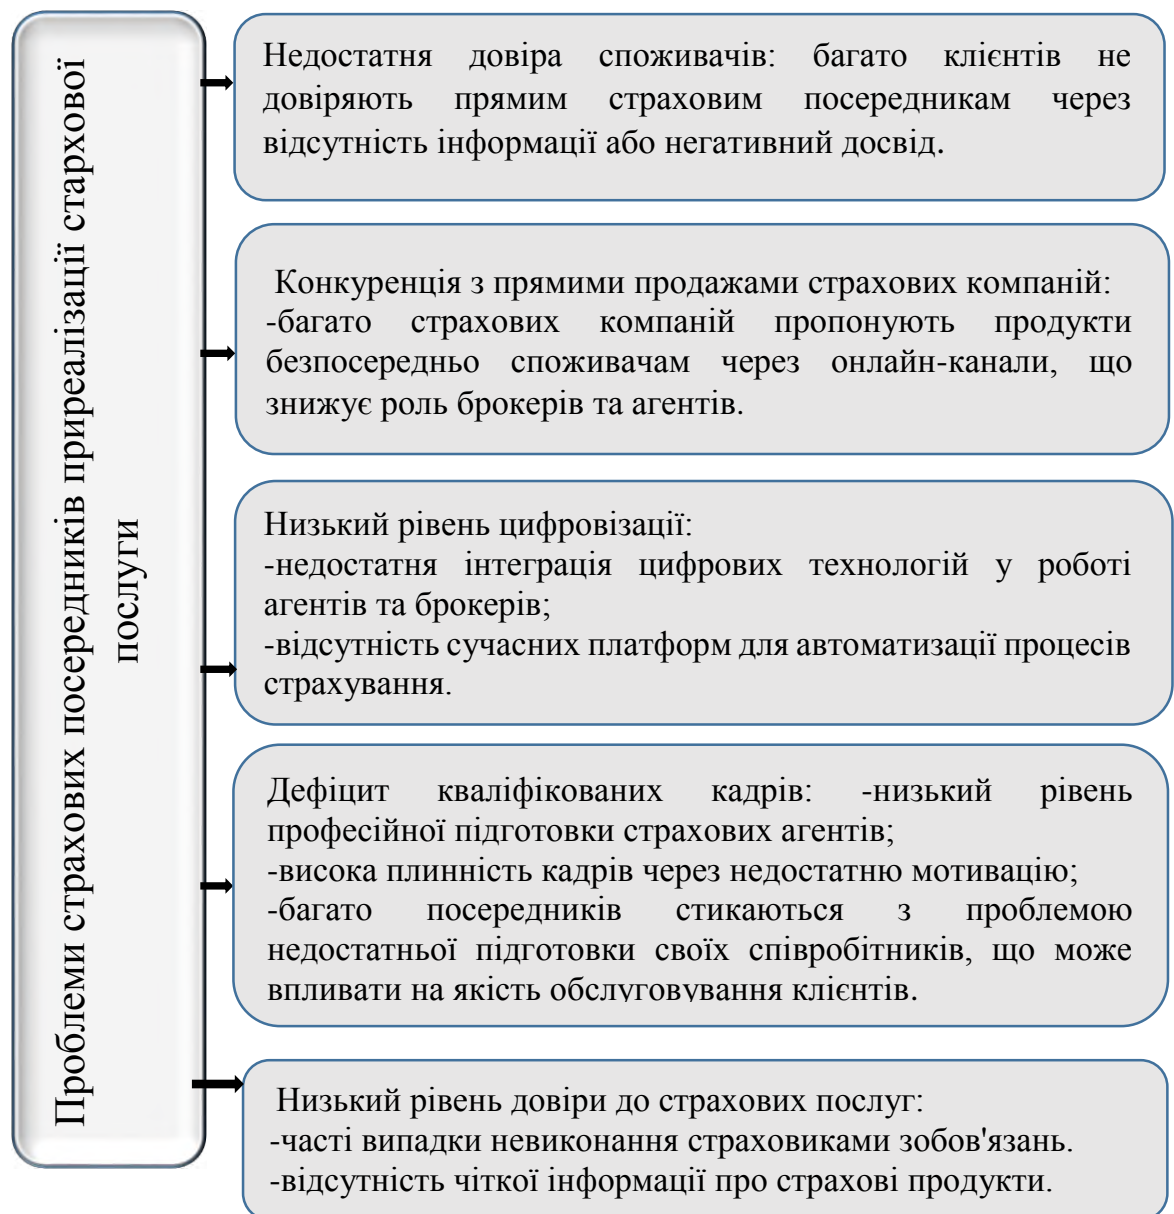 Проблеми страхових посередників приреалізації стархової
послуги
Недостатня довіра споживачів: багато клієнтів не
довіряють прямим страховим посередникам через
відсутність інформації або негативний досвід.
Конкуренція з прямими продажами страхових компаній:
-багато страхових компаній пропонують продукти
безпосередньо споживачам через онлайн-канали, що
знижує роль брокерів та агентів.
Низький рівень цифровізації:
-недостатня інтеграція цифрових технологій у роботі
агентів та брокерів;
-відсутність сучасних платформ для автоматизації процесів
страхування.
Дефіцит кваліфікованих кадрів: -низький рівень
професійної підготовки страхових агентів;
-висока плинність кадрів через недостатню мотивацію;
-багато посередників стикаються з проблемою
недостатньої підготовки своїх співробітників, що може
впливати на якість обслуговування клієнтів.
Низький рівень довіри до страхових послуг:
-часті випадки невиконання страховиками зобов'язань.
-відсутність чіткої інформації про страхові продукти.